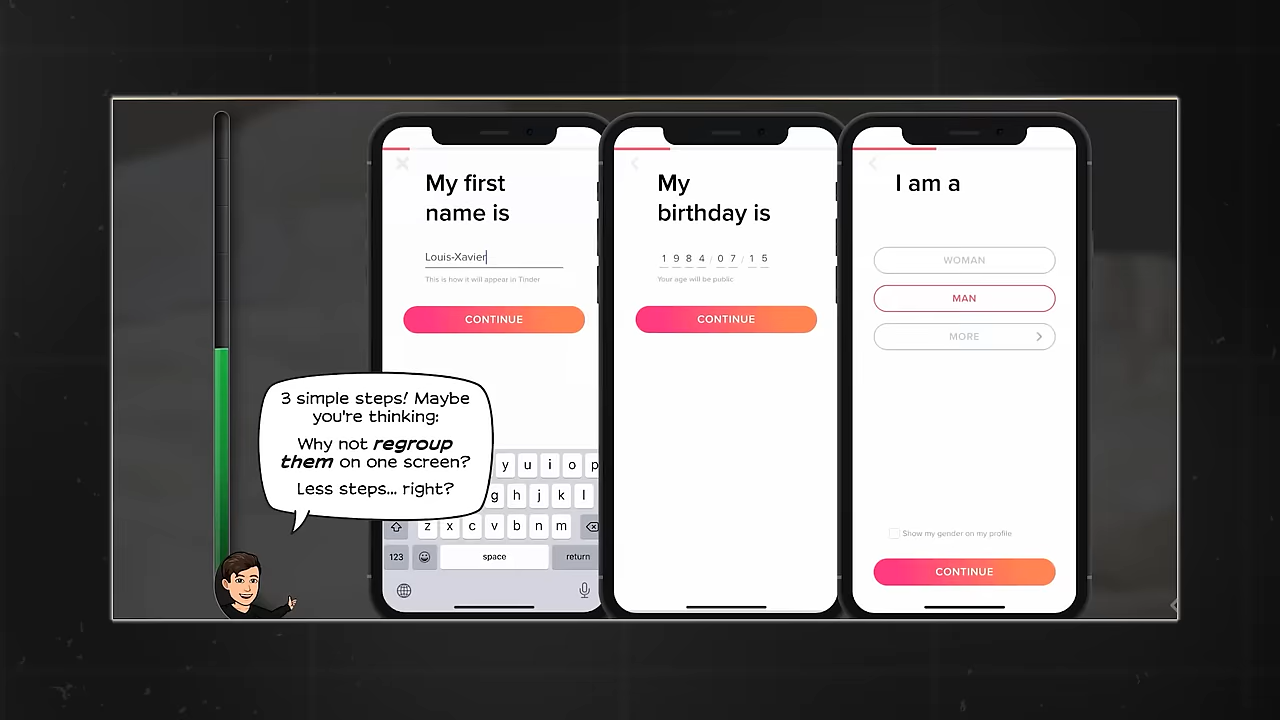 My first
name is
Louis-Xavier
This is how it will appear in Tinder
CONTINUE
y u i o p
g h j k l
z x c v b n m
123 space return
My
birthday is
1 9 8 4 / 0 7 / 1 5
Your age will be public
CONTINUE
I am a
WOMAN
MAN
MORE
Show my gender on my profile
CONTINUE
3 simple steps! Maybe
you're thinking:
Why not regroup
them on one screen?
Less steps... right?